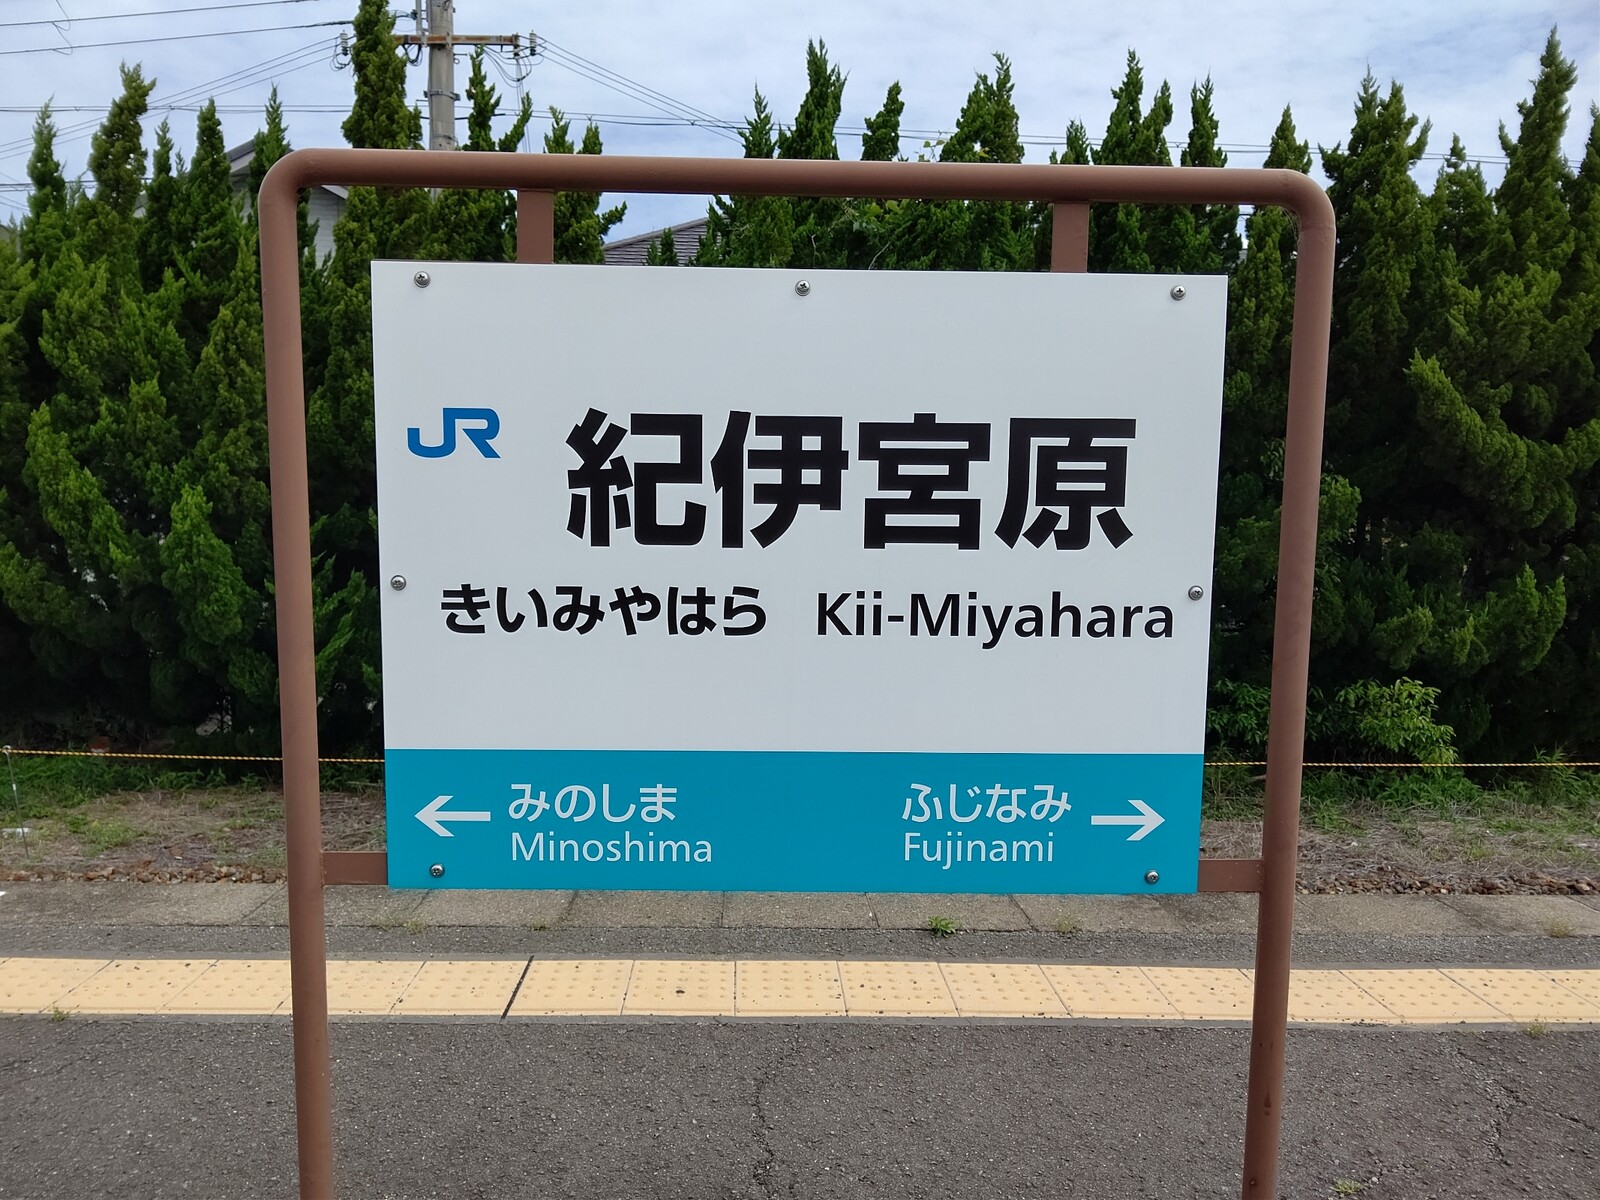 JR 紀伊宮原
きいみやはら Kii-Miyahara
← みのしま ふじなみ →
Minoshima Fujinami